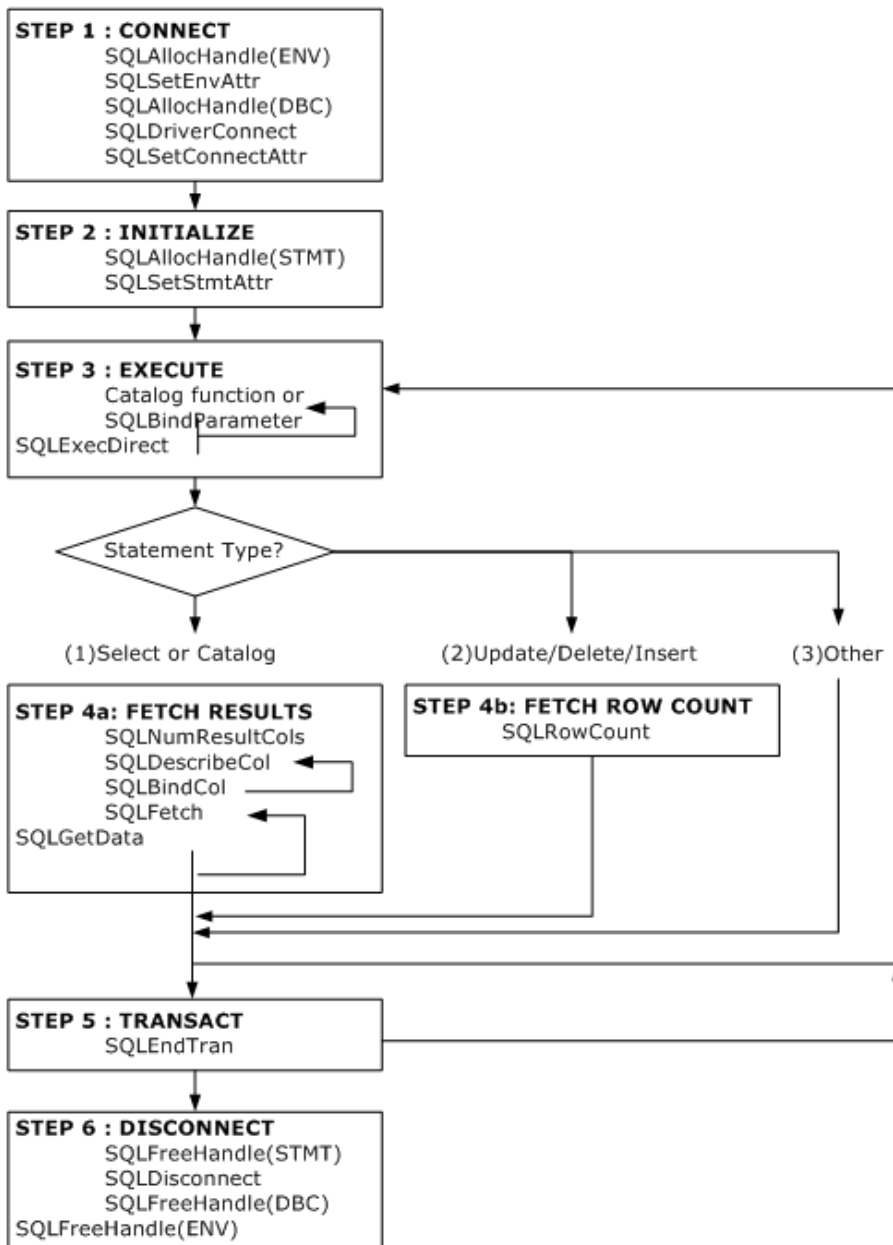 STEP 1 : CONNECT
SQLAllocHandle(ENV)
SQLSetEnvAttr
SQLAllocHandle(DBC)
SQLDriverConnect
SQLSetConnectAttr
STEP 2 : INITIALIZE
SQLAllocHandle(STMT)
SQLSetStmtAttr
STEP 3 : EXECUTE
Catalog function or
SQLBindParameter
SQLExecDirect
Statement Type?
(1)Select or Catalog
(2)Update/Delete/Insert
(3)Other
STEP 4a: FETCH RESULTS
SQLNumResultCols
SQLDescribeCol
SQLBindCol
SQLFetch
SQLGetData
STEP 4b: FETCH ROW COUNT
SQLRowCount
STEP 5 : TRANSACT
SQLEndTran
STEP 6 : DISCONNECT
SQLFreeHandle(STMT)
SQLDisconnect
SQLFreeHandle(DBC)
SQLFreeHandle(ENV)